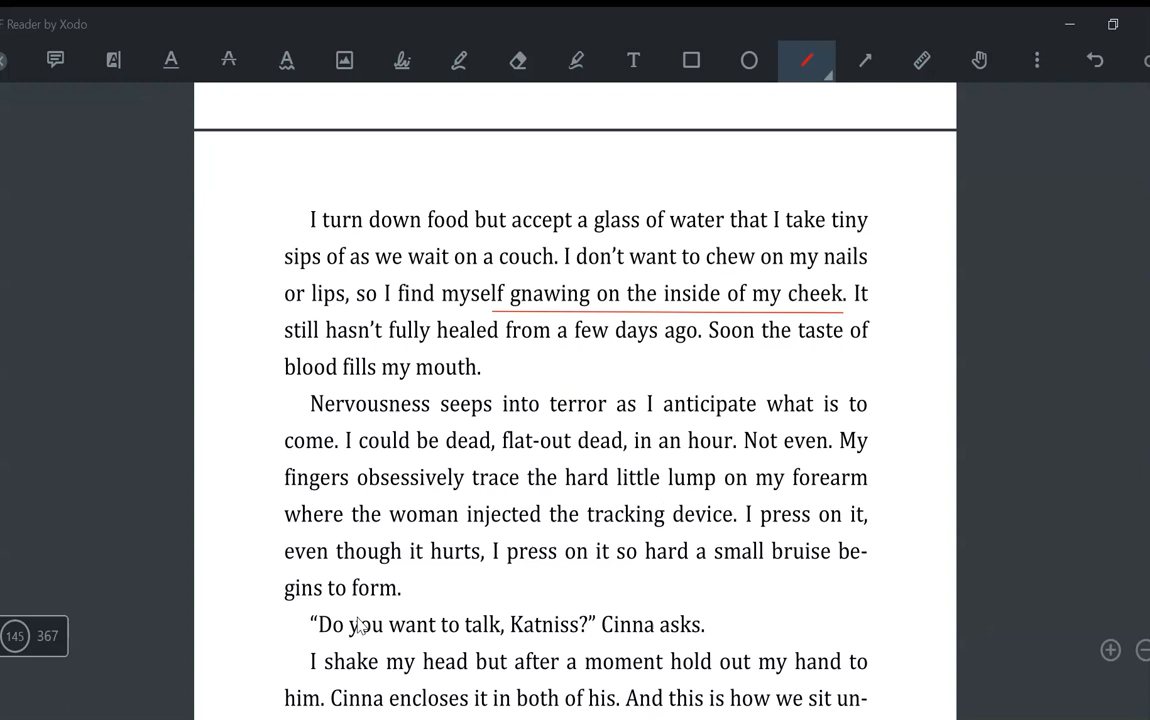 F Reader by Xodo
I turn down food but accept a glass of water that I take tiny
sips of as we wait on a couch. I don’t want to chew on my nails
or lips, so I find myself gnawing on the inside of my cheek. It
still hasn’t fully healed from a few days ago. Soon the taste of
blood fills my mouth.
Nervousness seeps into terror as I anticipate what is to
come. I could be dead, flat-out dead, in an hour. Not even. My
fingers obsessively trace the hard little lump on my forearm
where the woman injected the tracking device. I press on it,
even though it hurts, I press on it so hard a small bruise be-
gins to form.
“Do you want to talk, Katniss?” Cinna asks.
145 367
I shake my head but after a moment hold out my hand to
him. Cinna encloses it in both of his. And this is how we sit un-